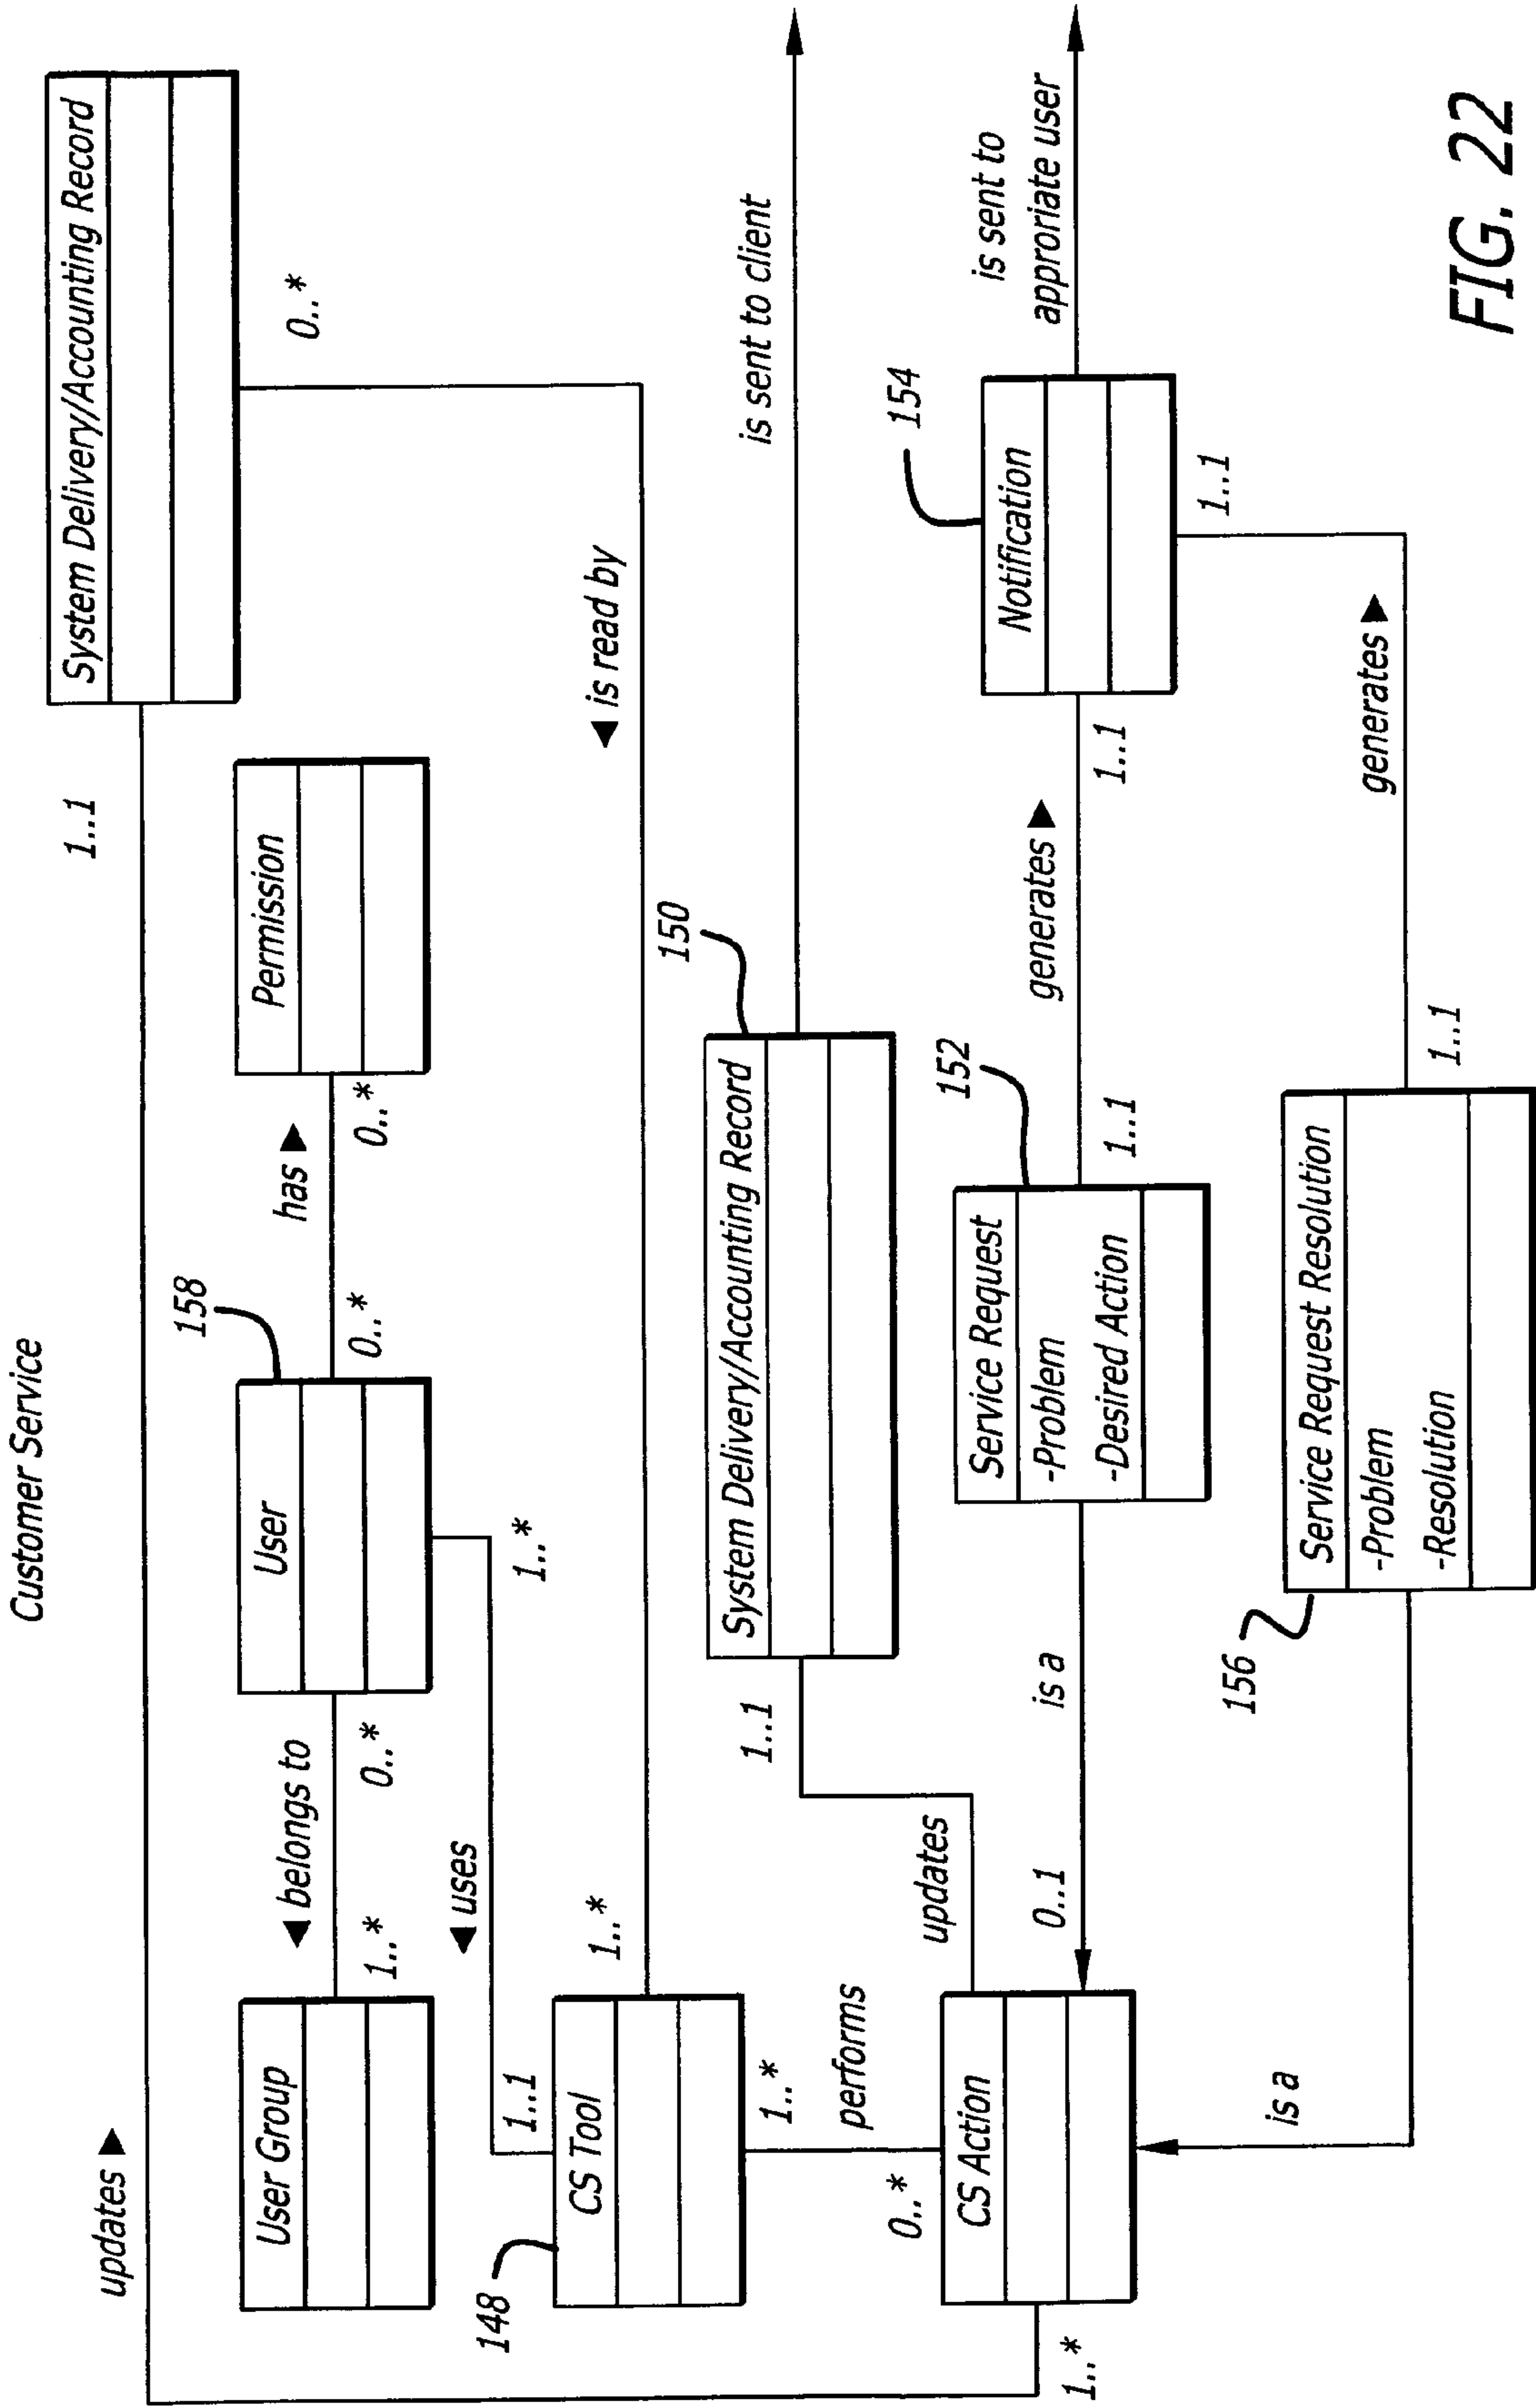 Customer Service
updates ▶
1..1
System Delivery/Accounting Record
0..*
User Group
◀ belongs to
1..*
0..*
User
158
has ▶
0..*
0..*
Permission
◀ uses
1..1
1..*
148
CS Tool
1..*
◀ is read by
1..*
performs
0..*
System Delivery/Accounting Record
150
is sent to client
1..1
updates
CS Action
1..*
0..1
is a
Service Request
-Problem
-Desired Action
152
generates ▶
1..1
1..1
Notification
154
is sent to
approriate user
1..1
is a
156
Service Request Resolution
-Problem
-Resolution
1..1
generates ▶
FIG. 22